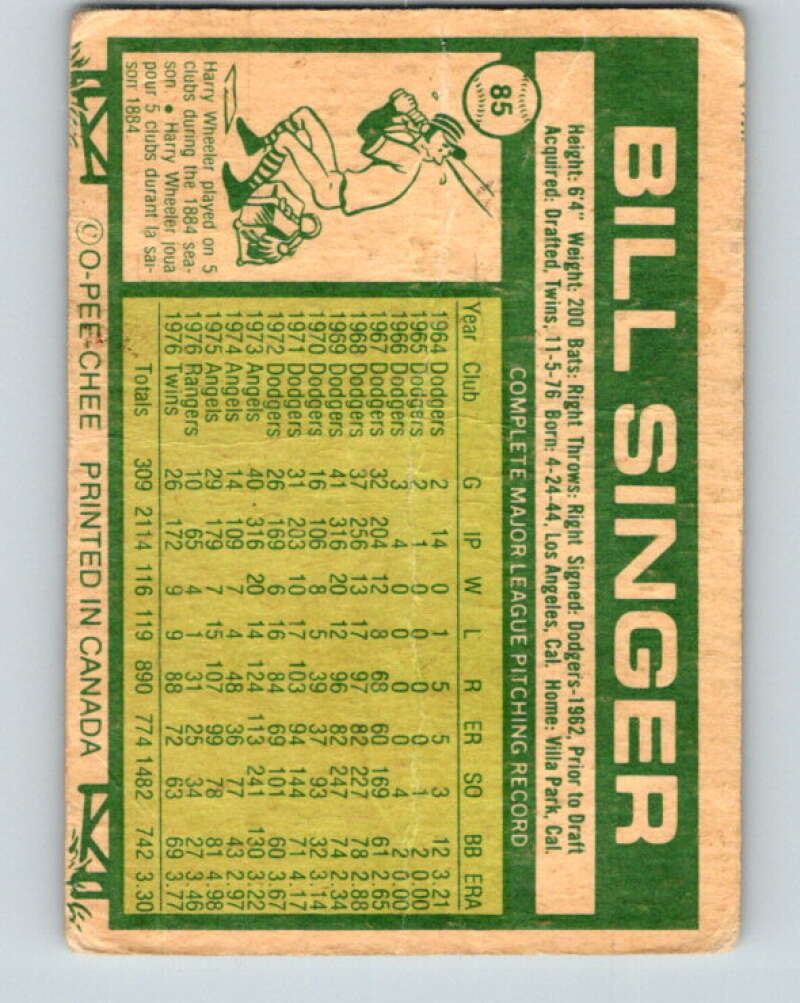 85
BILL SINGER
Height: 6'4" Weight: 200 Bats: Right Throws: Right Signed: Dodgers-1962, Prior to Draft
Acquired: Drafted, Twins, 11-5-76 Born: 4-24-44, Los Angeles, Cal. Home: Villa Park, Cal.
Harry Wheeler played on 5
clubs during the 1884 sea-
son. • Harry Wheeler joua
pour 5 clubs durant la sai-
son 1884.
COMPLETE MAJOR LEAGUE PITCHING RECORD
Year Club G IP W L R ER SO BB ERA
1964 Dodgers 2 14 0 1 5 5 3 12 3.21
1965 Dodgers 2 1 0 0 0 0 1 2 0.00
1966 Dodgers 3 4 0 0 0 0 4 2 0.00
1967 Dodgers 32 204 12 8 68 60 169 61 2.65
1968 Dodgers 37 256 13 17 97 82 227 78 2.88
1969 Dodgers 41 316 20 12 96 82 247 74 2.34
1970 Dodgers 16 106 8 5 39 37 93 32 3.14
1971 Dodgers 31 203 10 17 103 94 144 71 4.17
1972 Dodgers 26 169 6 16 84 69 101 60 3.67
1973 Angels 40 316 20 14 124 113 241 130 3.22
1974 Angels 14 109 7 4 48 36 77 43 2.97
1975 Angels 29 179 7 15 107 99 78 81 4.98
1976 Rangers 10 65 4 1 31 25 34 27 3.46
1976 Twins 26 172 9 9 88 72 63 69 3.77
Totals 309 2114 116 119 890 774 1482 742 3.30
©O-PEE-CHEE PRINTED IN CANADA